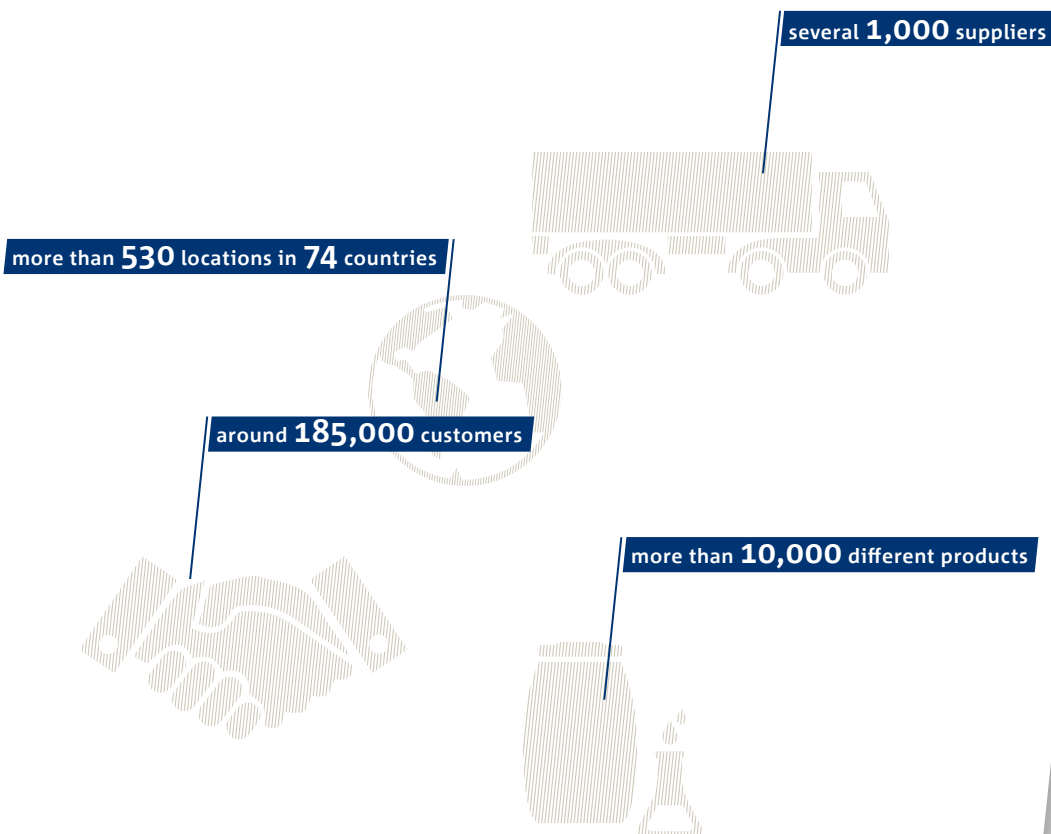 several 1,000 suppliers
more than 530 locations in 74 countries
around 185,000 customers
more than 10,000 different products